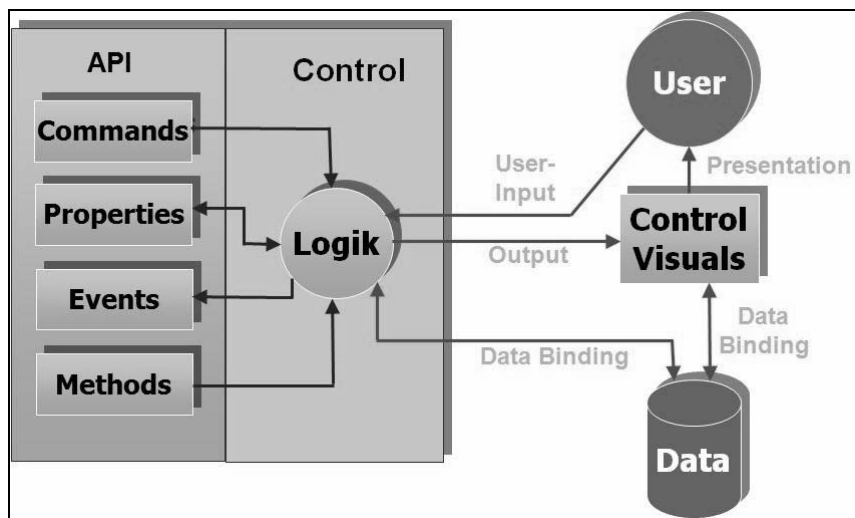 API
Control
Commands
Properties
Events
Methods
Logik
User
User-
Input
Presentation
Control
Visuals
Output
Data Binding
Data
Binding
Data